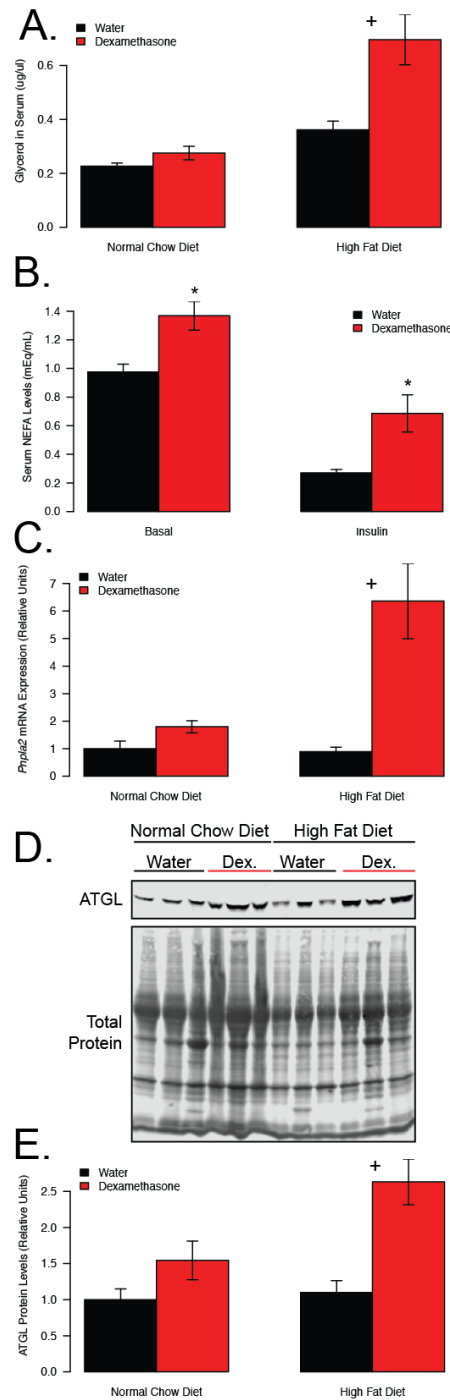 A.
Water
Dexamethasone
+
Glycerol in Serum (ug/ul)
0.6
0.4
0.2
0.0
Normal Chow Diet
High Fat Diet
B.
Water
Dexamethasone
*
*
Serum NEFA Levels (mEq/mL)
1.4
1.0
0.8
0.6
0.4
0.2
0.0
Basal
Insulin
C.
Water
Dexamethasone
+
Pnpla2 mRNA Expression (Relative Units)
7
6
5
4
3
2
1
0
Normal Chow Diet
High Fat Diet
D.
Normal Chow Diet High Fat Diet
Water Dex. Water Dex.
ATGL
Total
Protein
E.
Water
Dexamethasone
+
ATGL Protein Levels (Relative Units)
2.5
2.0
1.5
1.0
0.5
0.0
Normal Chow Diet
High Fat Diet